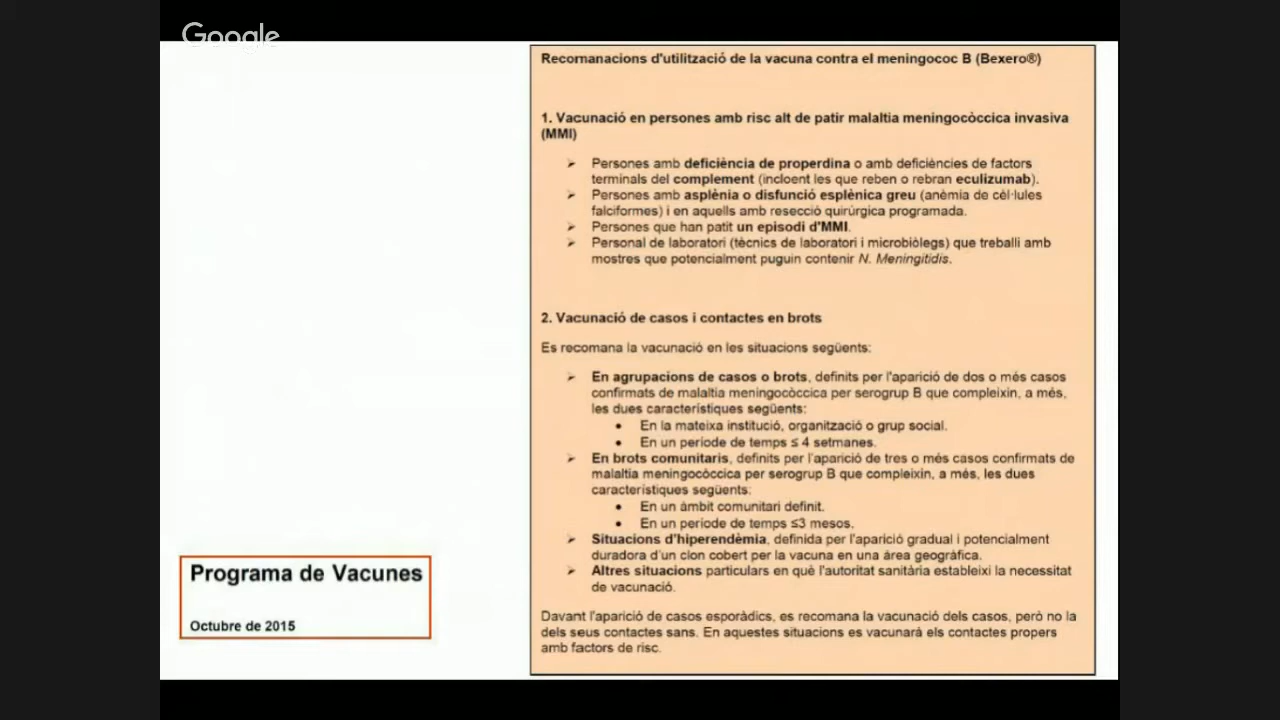 Google
Recomanacions d'utilització de la vacuna contra el meningococ B (Bexero®)
1. Vacunació en persones amb risc alt de patir malaltia meningocòccica invasiva
(MMI)
➢ Persones amb deficiència de properdina o amb deficiències de factors
terminals del complement (incloent les que reben o rebran eculizumab).
➢ Persones amb asplènia o disfunció esplènica greu (anèmia de cèl·lules
falciformes) i en aquells amb resecció quirúrgica programada.
➢ Persones que han patit un episodi d'MMI.
➢ Personal de laboratori (tècnics de laboratori i microbiòlegs) que treballi amb
mostres que potencialment puguin contenir N. Meningitidis.
2. Vacunació de casos i contactes en brots
Es recomana la vacunació en les situacions següents:
➢ En agrupacions de casos o brots, definits per l'aparició de dos o més casos
confirmats de malaltia meningocòccica per serogrup B que compleixin, a més,
les dues característiques següents:
• En la mateixa institució, organització o grup social.
• En un període de temps ≤ 4 setmanes.
➢ En brots comunitaris, definits per l'aparició de tres o més casos confirmats de
malaltia meningocòccica per serogrup B que compleixin, a més, les dues
característiques següents:
• En un àmbit comunitari definit.
• En un període de temps ≤3 mesos.
➢ Situacions d'hiperendèmia, definida per l'aparició gradual i potencialment
duradora d'un clon cobert per la vacuna en una área geogràfica.
➢ Altres situacions particulars en què l'autoritat sanitària estableixi la necessitat
de vacunació.
Davant l'aparició de casos esporàdics, es recomana la vacunació dels casos, però no la
dels seus contactes sans. En aquestes situacions es vacunarà els contactes propers
amb factors de risc.
Programa de Vacunes
Octubre de 2015